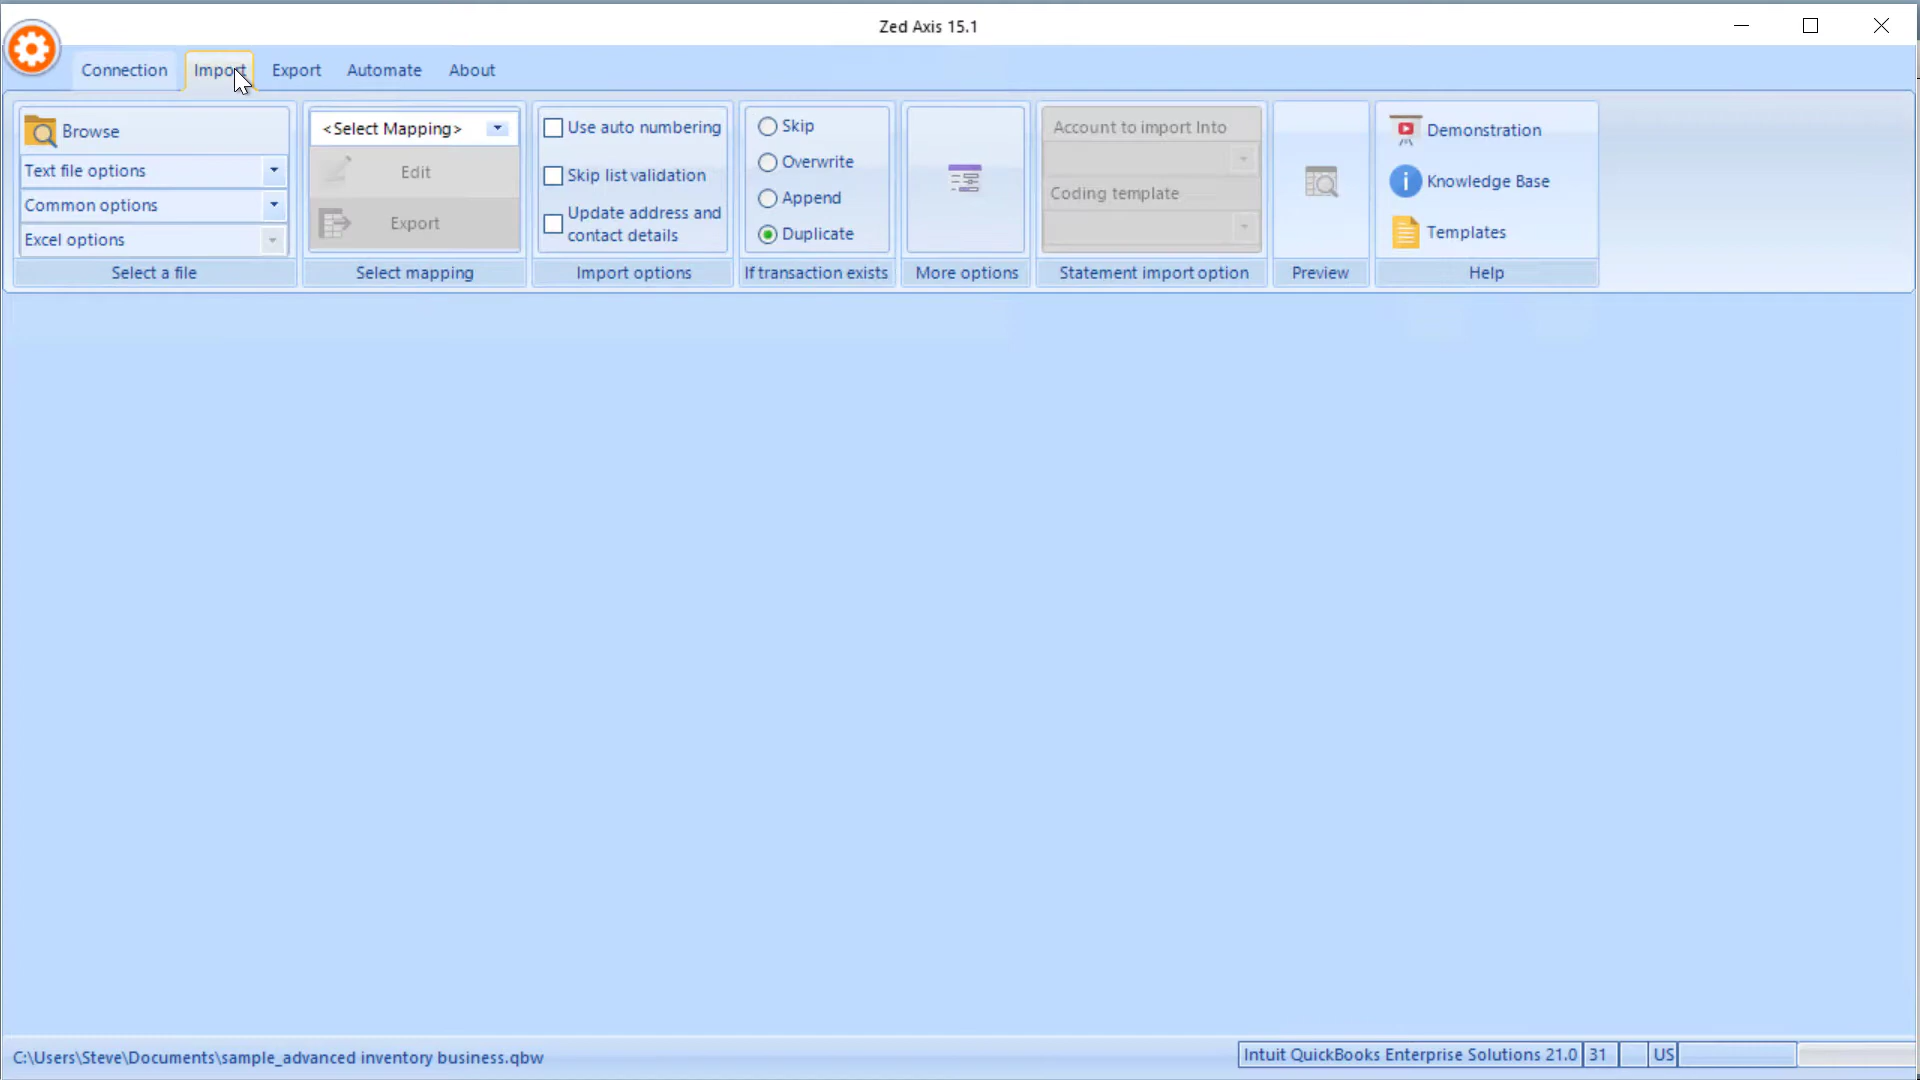 Zed Axis 15.1
Connection
Import
Export
Automate
About
Browse
Text file options
Common options
Excel options
Select a file
<Select Mapping>
Edit
Export
Select mapping
Use auto numbering
Skip list validation
Update address and
contact details
Import options
Skip
Overwrite
Append
Duplicate
If transaction exists
More options
Account to import Into
Coding template
Statement import option
Preview
Demonstration
Knowledge Base
Templates
Help
C:\Users\Steve\Documents\sample_advanced inventory business.qbw
Intuit QuickBooks Enterprise Solutions 21.0
31
US